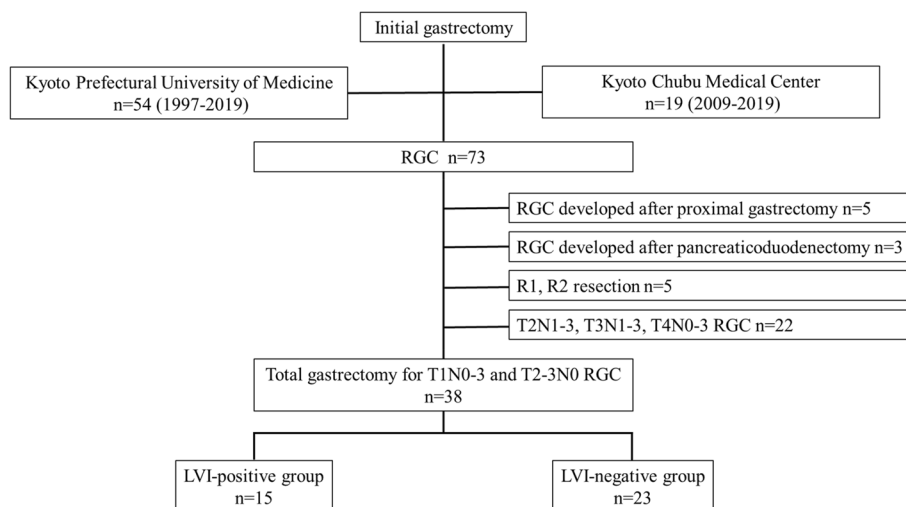 Initial gastrectomy
Kyoto Prefectural University of Medicine
n=54 (1997-2019)
Kyoto Chubu Medical Center
n=19 (2009-2019)
RGC n=73
RGC developed after proximal gastrectomy n=5
RGC developed after pancreaticoduodenectomy n=3
R1, R2 resection n=5
T2N1-3, T3N1-3, T4N0-3 RGC n=22
Total gastrectomy for T1N0-3 and T2-3N0 RGC
n=38
LVI-positive group
n=15
LVI-negative group
n=23